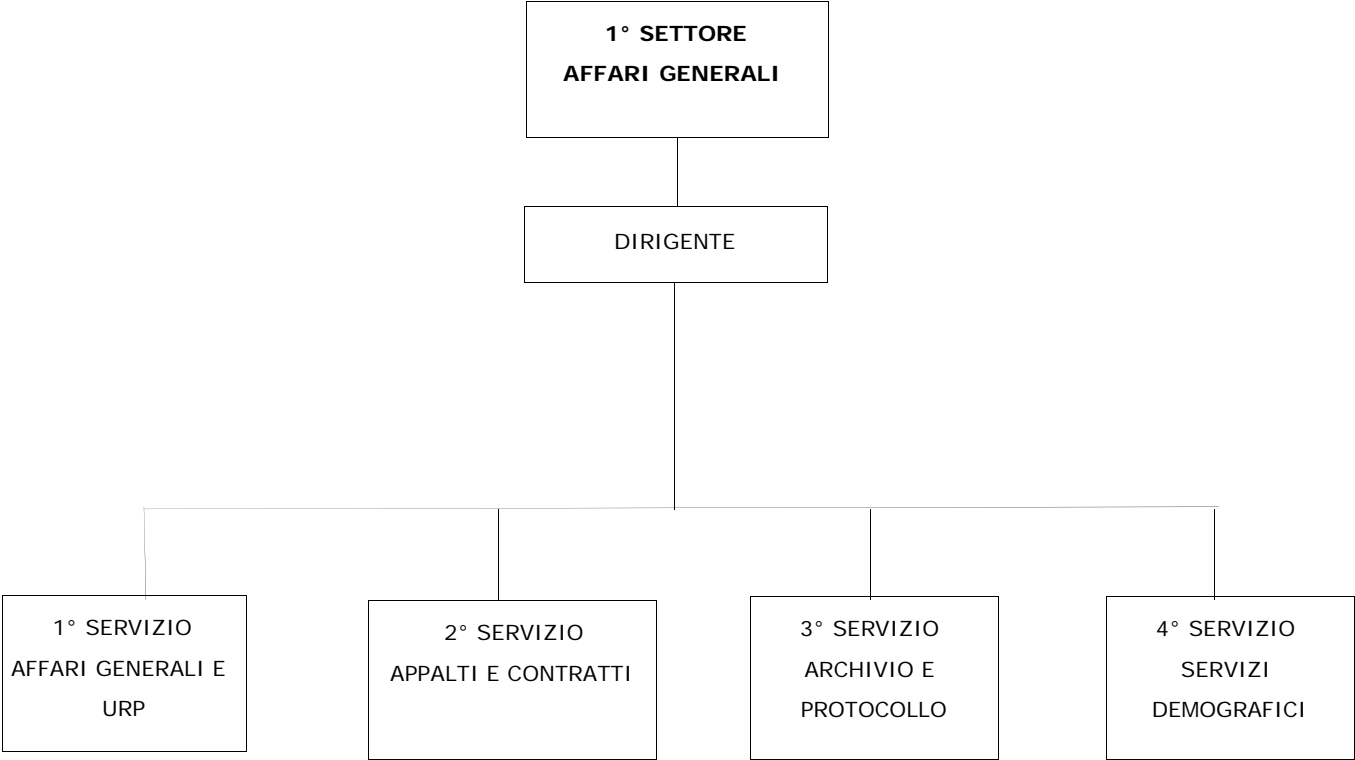 1° SETTORE
AFFARI GENERALI
DIRIGENTE
1° SERVIZIO
AFFARI GENERALI E
URP
2° SERVIZIO
APPALTI E CONTRATTI
3° SERVIZIO
ARCHIVIO E
PROTOCOLLO
4° SERVIZIO
SERVIZI
DEMOGRAFICI